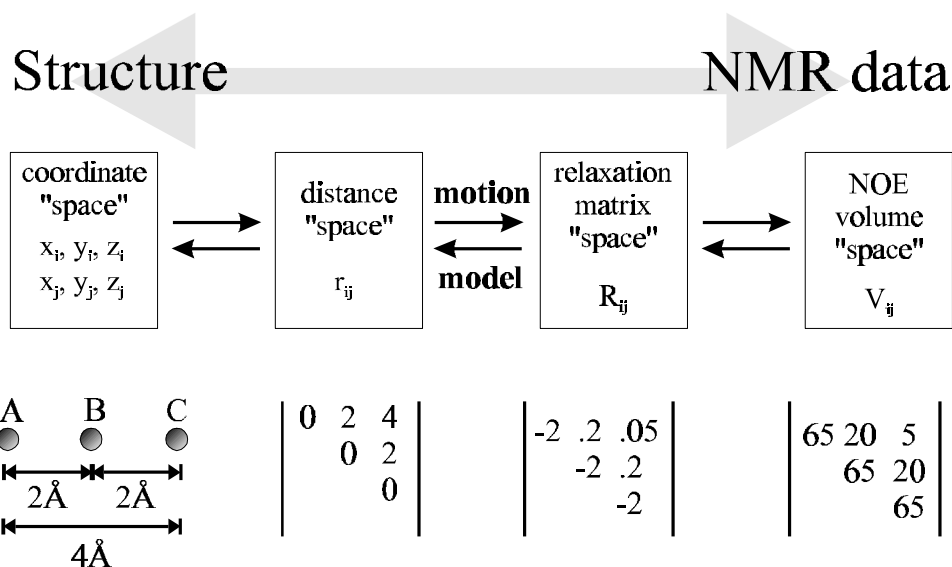 Structure NMR data
coordinate
"space"
xᵢ, yᵢ, zᵢ
xⱼ, yⱼ, zⱼ
distance
"space"
rᵢⱼ
motion
model
relaxation
matrix
"space"
Rᵢⱼ
NOE
volume
"space"
Vᵢⱼ
A B C
2Å 2Å
4Å
0 2 4
0 2
0
-2 .2 .05
-2 .2
-2
65 20 5
65 20
65